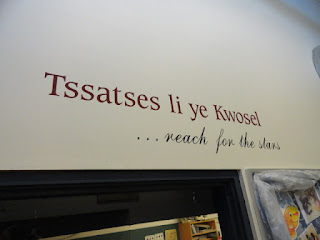 Tssatses li ye Kwosel
...reach for the stars